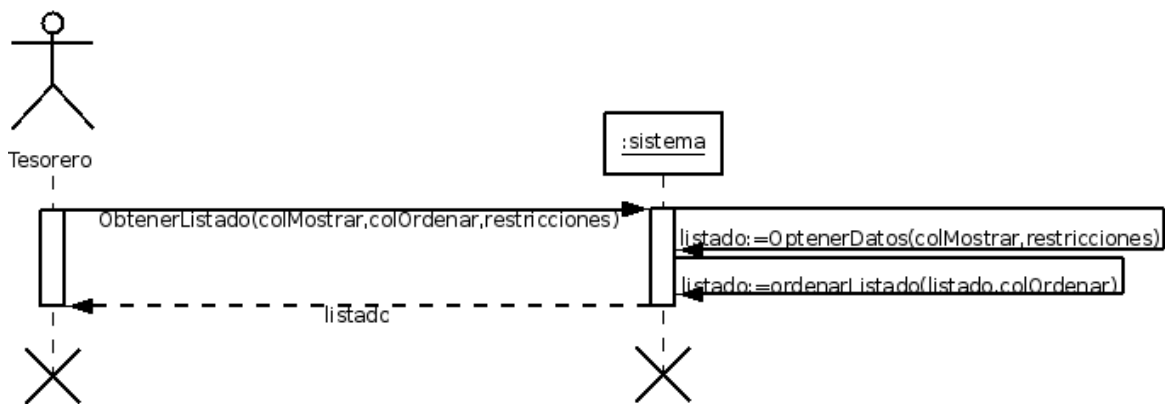 Tesorero
:sistema
ObtenerListado(colMostrar,colOrdenar,restricciones)
listado:=OptenerDatos(colMostrar,restricciones)
listado:=ordenarListado(listado,colOrdenar)
listado